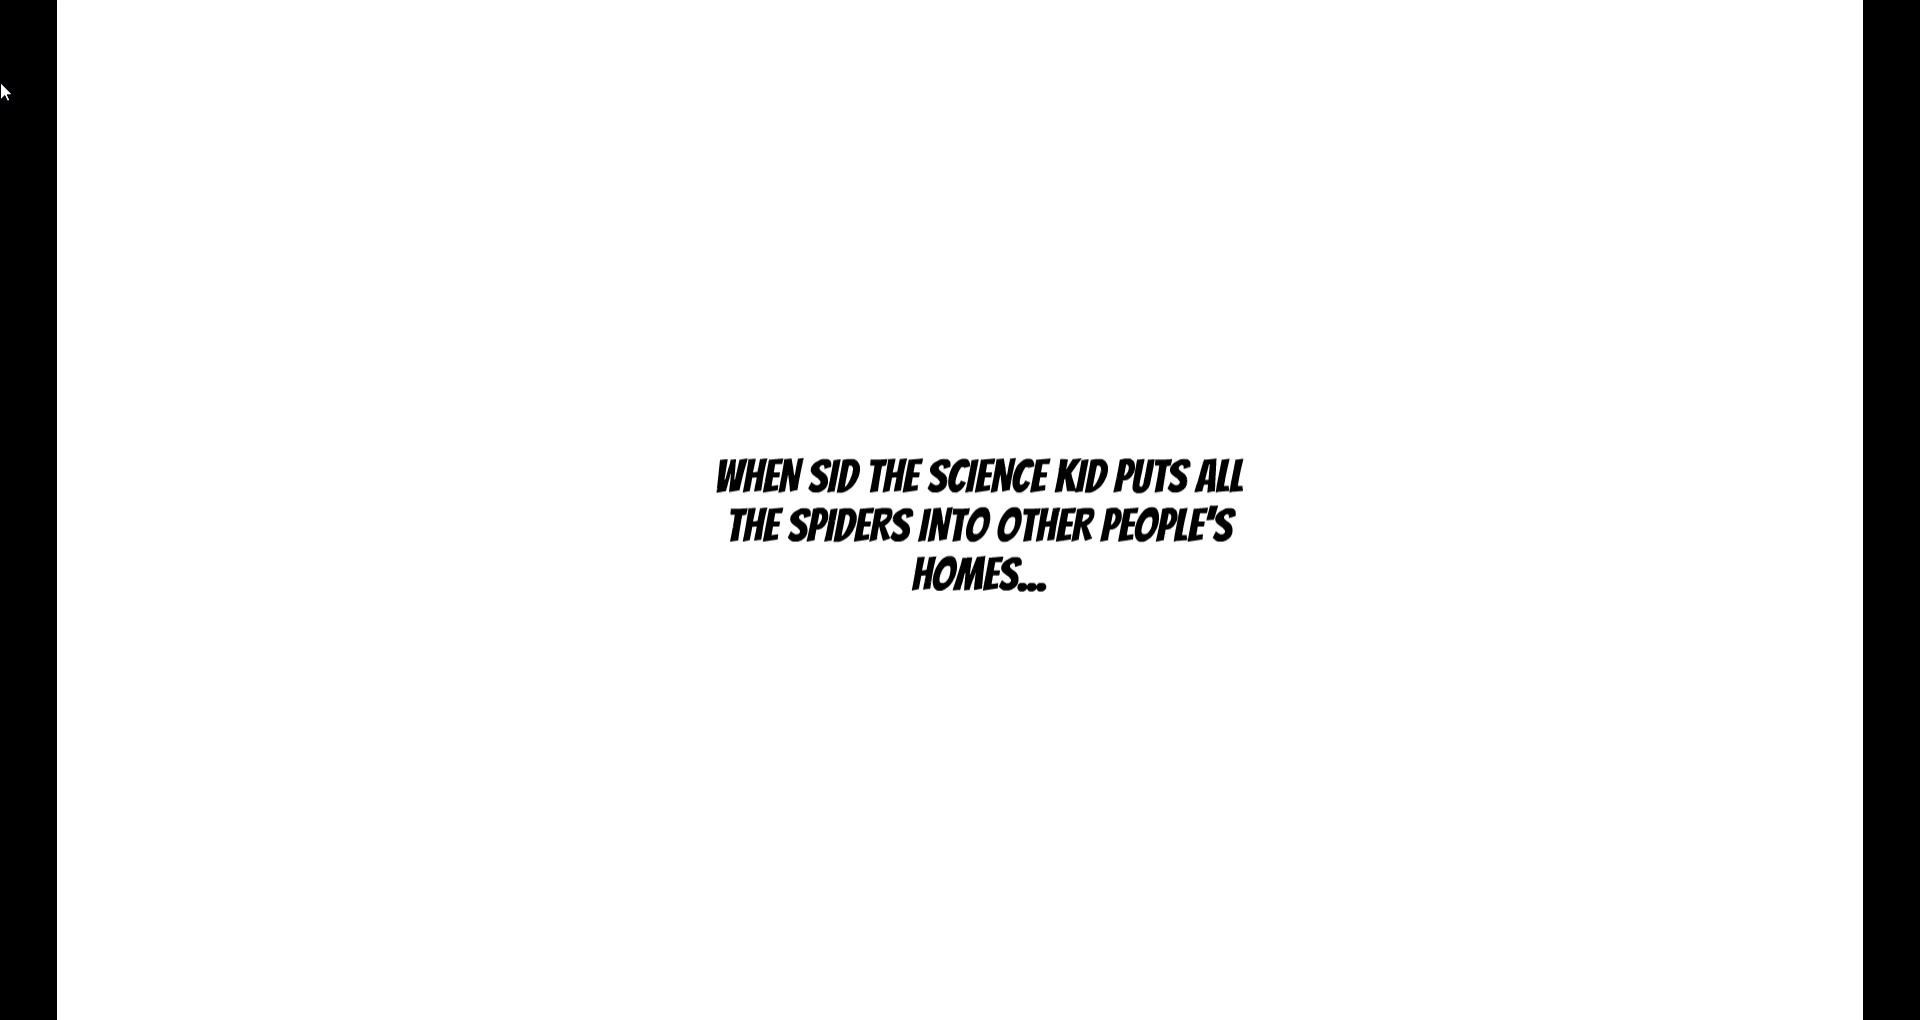 WHEN SID THE SCIENCE KID PUTS ALL
THE SPIDERS INTO OTHER PEOPLE'S
HOMES...